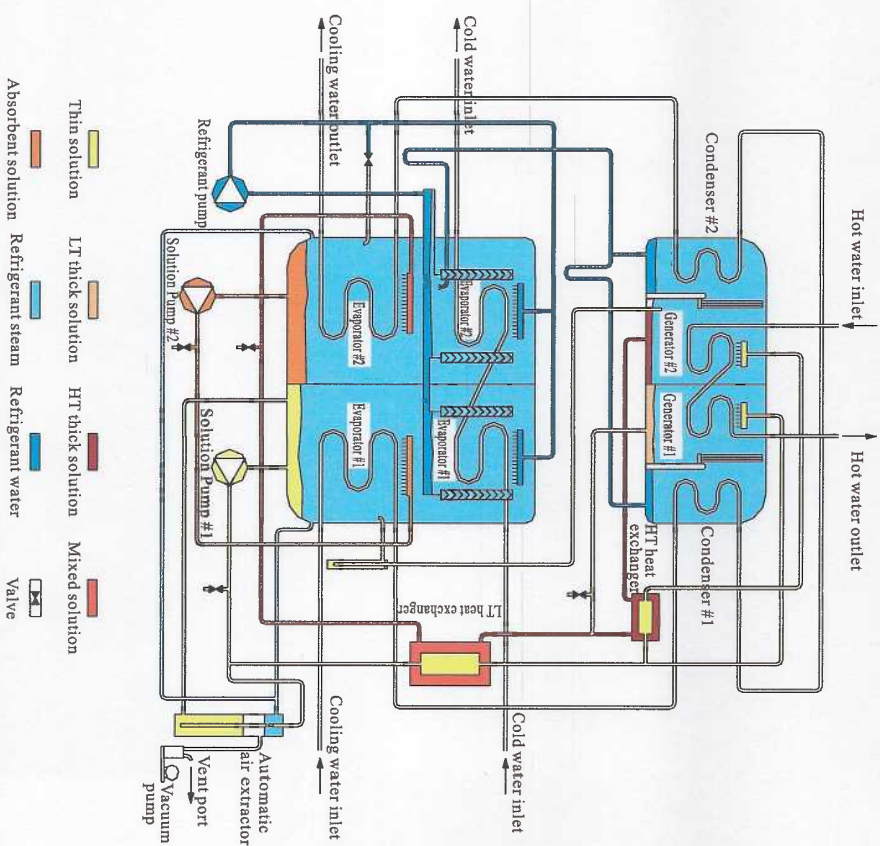 Hot water inlet
Hot water outlet
Condenser #2
Generator #2
Generator #1
Condenser #1
HT heat
exchanger
Cold water inlet
Cold water inlet
Evaporator #2
Evaporator #1
LT heat exchanger
Cooling water outlet
Cooling water inlet
Evaporator #2
Evaporator #1
Refrigerant pump
Solution Pump #2
Solution Pump #1
Automatic
air extractor
Vent port
Vacuum
pump
Thin solution
LT thick solution
HT thick solution
Mixed solution
Absorbent solution
Refrigerant steam
Refrigerant water
Valve